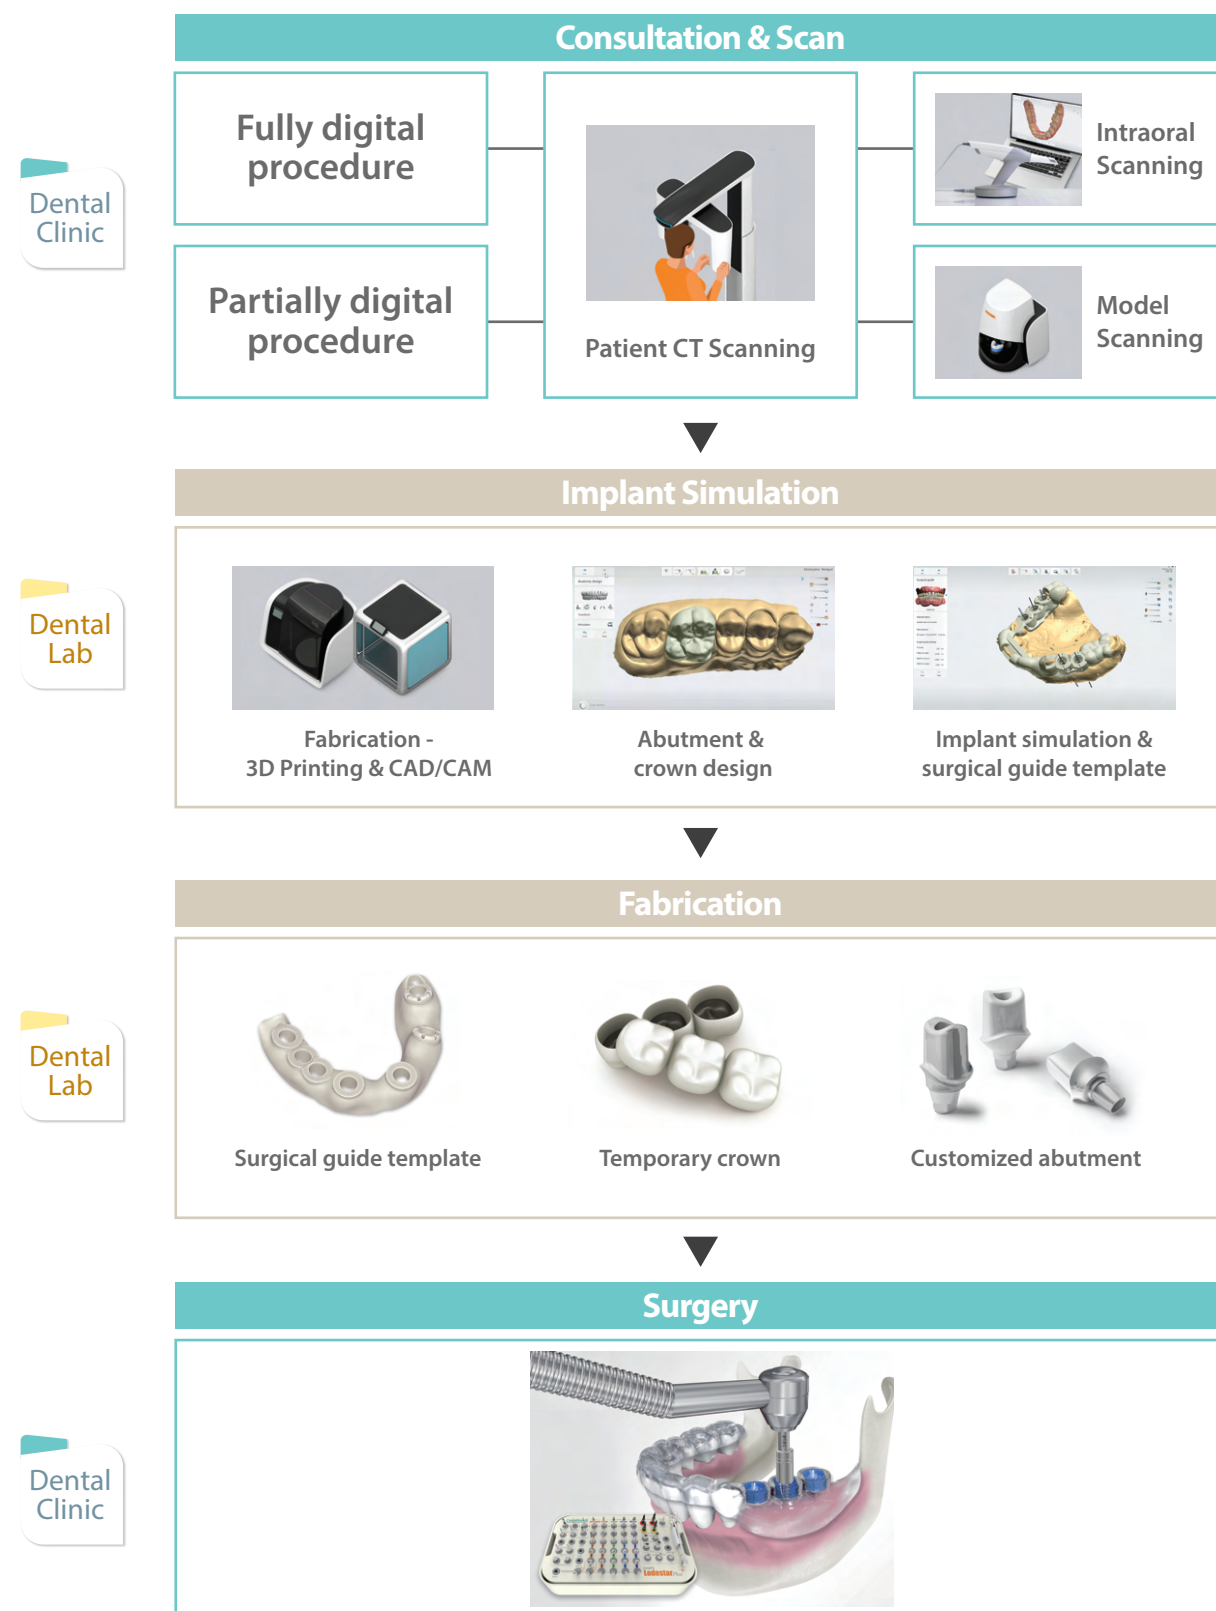 Consultation & Scan
Dental
Clinic
Fully digital
procedure
Partially digital
procedure
Patient CT Scanning
Intraoral
Scanning
Model
Scanning
Implant Simulation
Dental
Lab
Fabrication -
3D Printing & CAD/CAM
Abutment &
crown design
Implant simulation &
surgical guide template
Fabrication
Dental
Lab
Surgical guide template
Temporary crown
Customized abutment
Surgery
Dental
Clinic
Lodestar